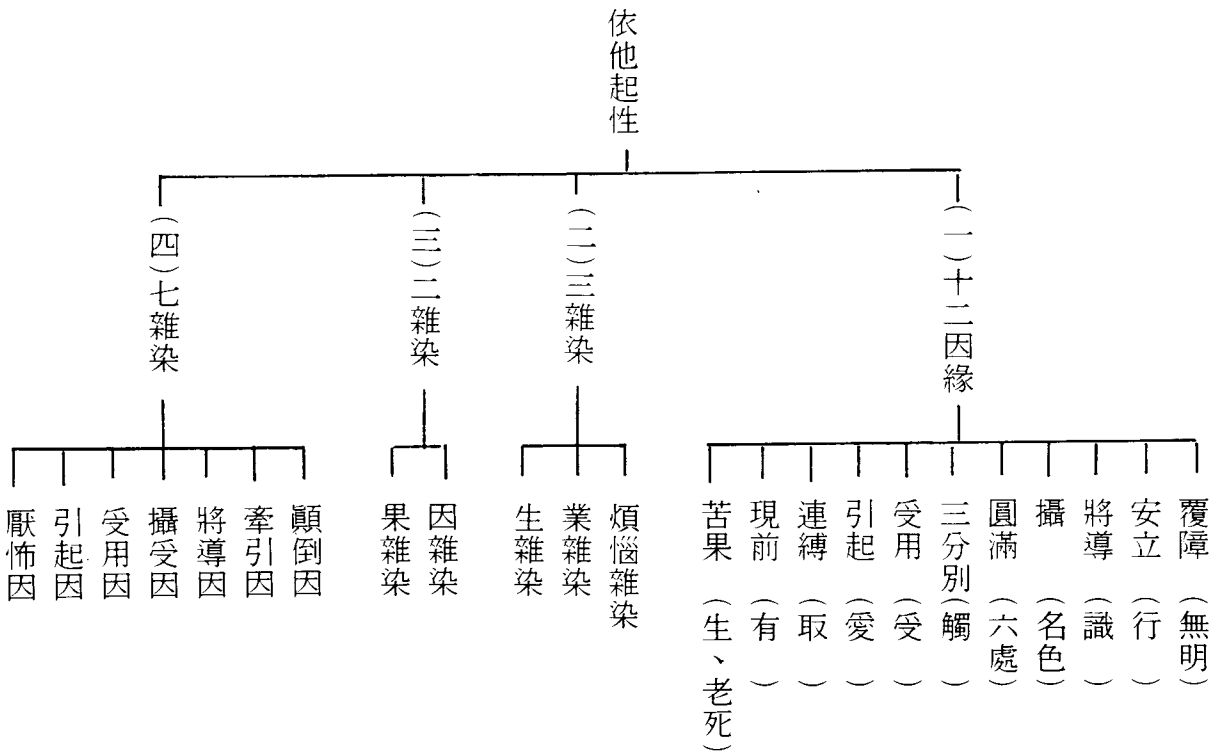 依他起性
（一）十二因緣
覆障（無明）
安立（行）
將導（識）
攝（名色）
圓滿（六處）
三分別（觸）
受用（受）
引起（愛）
連縛（取）
現前（有）
苦果（生、老死）
（二）三雜染
煩惱雜染
業雜染
生雜染
（三）二雜染
因雜染
果雜染
（四）七雜染
顚倒因
牽引因
將導因
攝受因
受用因
引起因
厭怖因